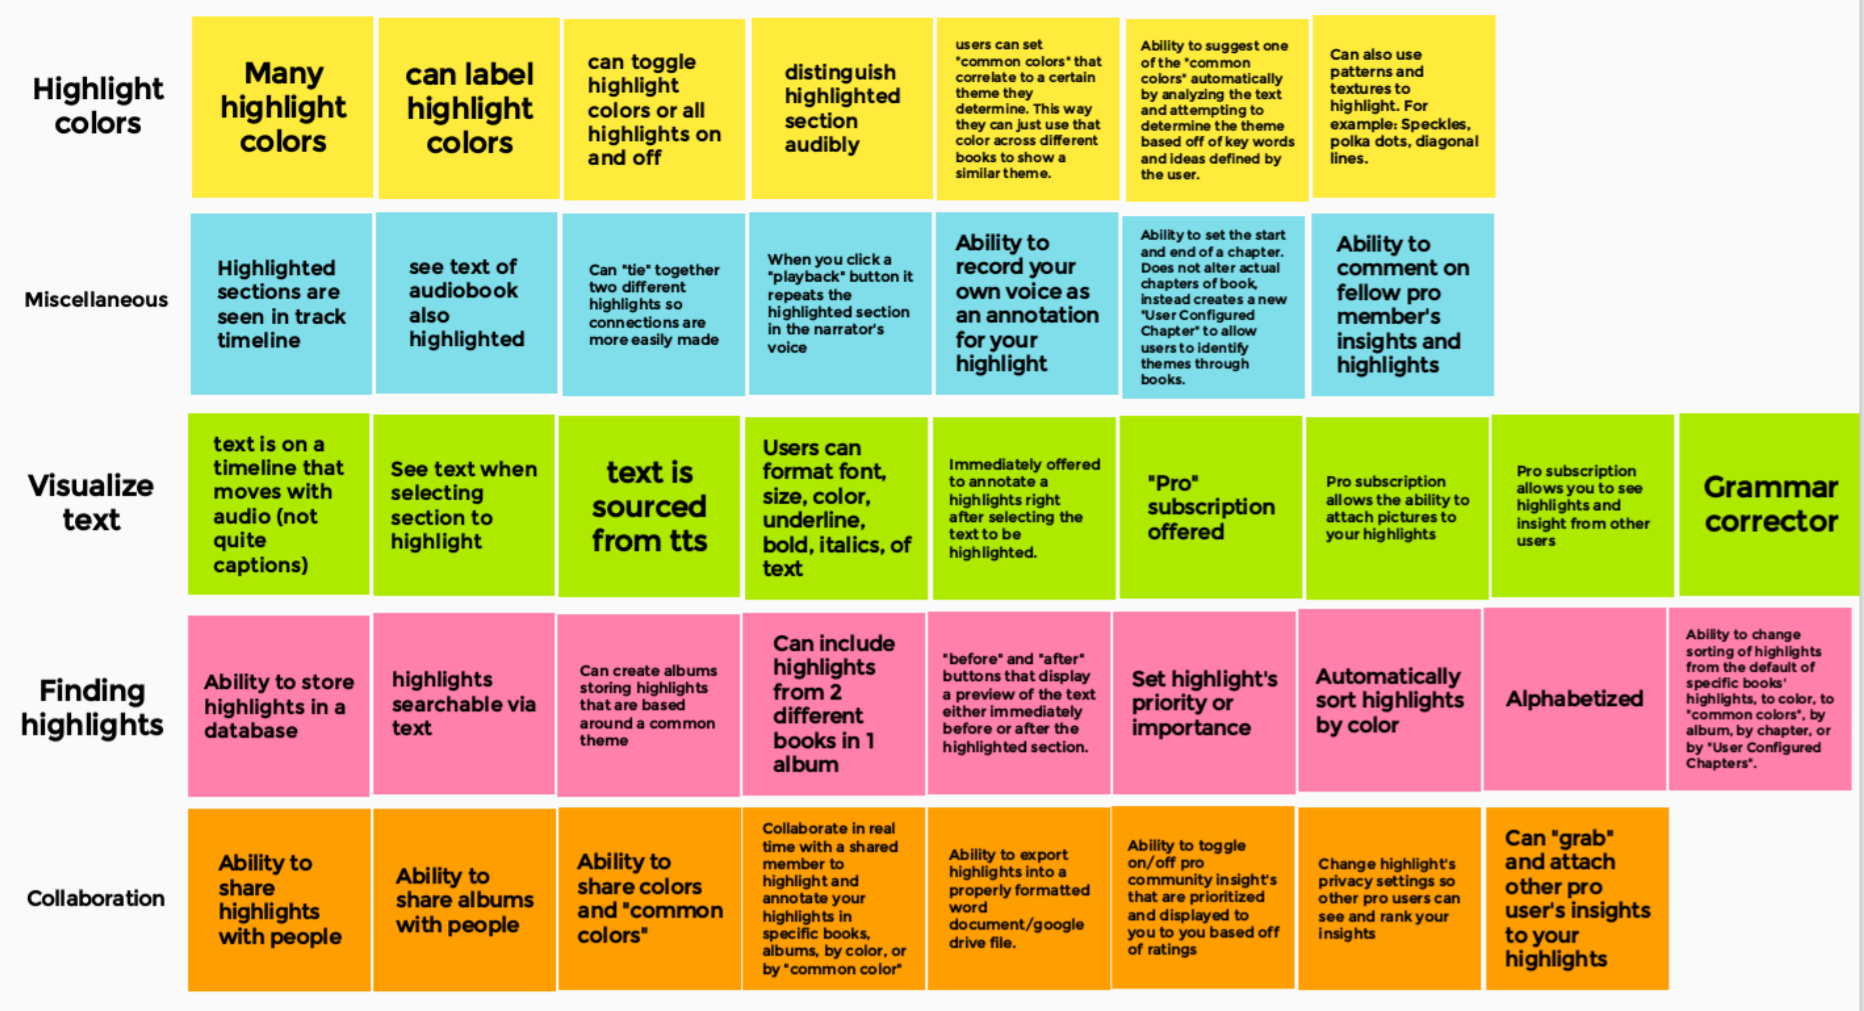 Highlight
colors
Many
highlight
colors
can label
highlight
colors
can toggle
highlight
colors or all
highlights on
and off
distinguish
highlighted
section
audibly
users can set
"common colors" that
correlate to a certain
theme they
determine. This way
they can just use that
color across different
books to show a
similar theme.
Ability to suggest one
of the "common
colors" automatically
by analyzing the text
and attempting to
determine the theme
based off of key words
and ideas defined by
the user.
Can also use
patterns and
textures to
highlight. For
example: Speckles,
polka dots, diagonal
lines.
Miscellaneous
Highlighted
sections are
seen in track
timeline
see text of
audiobook
also
highlighted
Can "tie" together
two different
highlights so
connections are
more easily made
When you click a
"playback" button it
repeats the
highlighted section
in the narrator's
voice
Ability to
record your
own voice as
an annotation
for your
highlight
Ability to set the start
and end of a chapter.
Does not alter actual
chapters of book,
instead creates a new
"User Configured
Chapter" to allow
users to identify
themes through
books.
Ability to
comment on
fellow pro
member's
insights and
highlights
Visualize
text
text is on a
timeline that
moves with
audio (not
quite
captions)
See text when
selecting
section to
highlight
text is
sourced
from tts
Users can
format font,
size, color,
underline,
bold, italics, of
text
Immediately offered
to annotate a
highlights right
after selecting the
text to be
highlighted.
"Pro"
subscription
offered
Pro subscription
allows the ability to
attach pictures to
your highlights
Pro subscription
allows you to see
highlights and
insight from other
users
Grammar
corrector
Finding
highlights
Ability to store
highlights in a
database
highlights
searchable via
text
Can create albums
storing highlights
that are based
around a common
theme
Can include
highlights
from 2
different
books in 1
album
"before" and "after"
buttons that display
a preview of the text
either immediately
before or after the
highlighted section.
Set highlight's
priority or
importance
Automatically
sort highlights
by color
Alphabetized
Ability to change
sorting of highlights
from the default of
specific books'
highlights, to color, to
"common colors", by
album, by chapter, or
by "User Configured
Chapters".
Collaboration
Ability to
share
highlights
with people
Ability to
share albums
with people
Ability to
share colors
and "common
colors"
Collaborate in real
time with a shared
member to
highlight and
annotate your
highlights in
specific books,
albums, by color, or
by "common color"
Ability to export
highlights into a
properly formatted
word
document/google
drive file.
Ability to toggle
on/off pro
community insight's
that are prioritized
and displayed to
you to you based off
of ratings
Change highlight's
privacy settings so
other pro users can
see and rank your
insights
Can "grab"
and attach
other pro
user's insights
to your
highlights